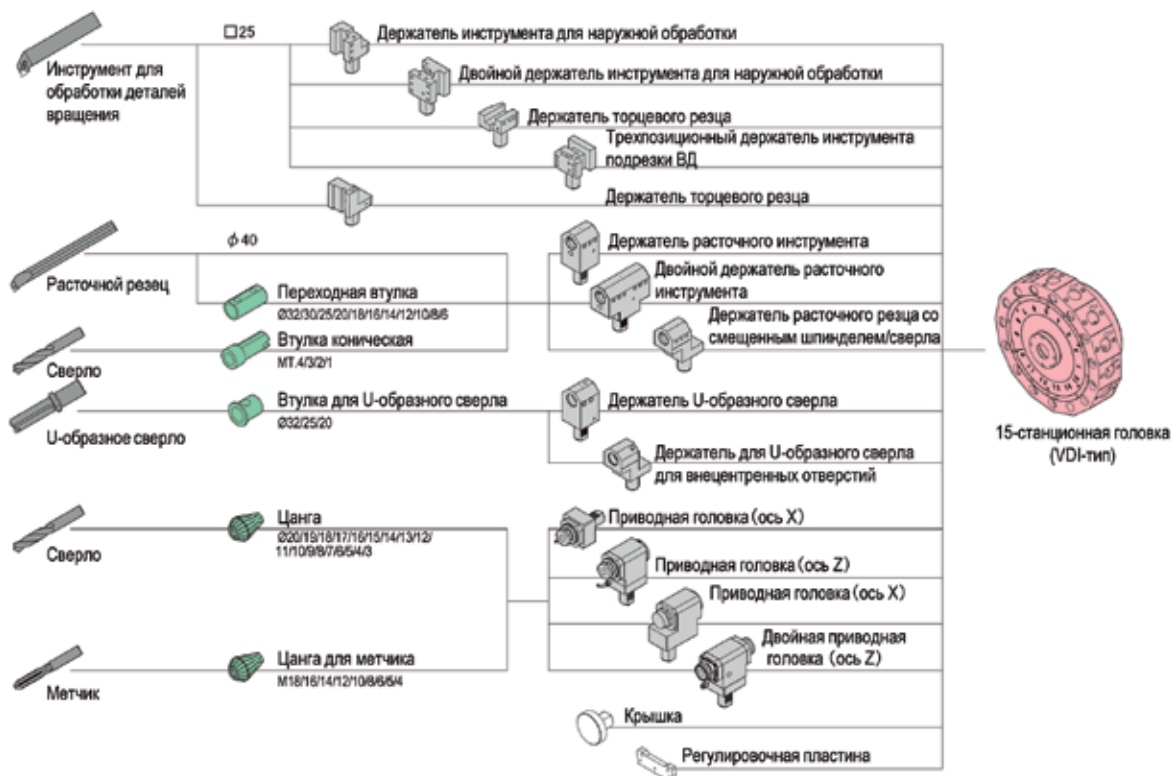 □25
Держатель инструмента для наружной обработки
Инструмент для
обработки деталей
вращения
Двойной держатель инструмента для наружной обработки
Держатель торцевого резца
Трехпозиционный держатель инструмента
подрезки ВД
Держатель торцевого резца
ϕ40
Расточной резец
Держатель расточного инструмента
Двойной держатель расточного
инструмента
Переходная втулка
Ø32/30/25/20/18/16/14/12/10/8/6
Держатель расточного резца со
смещенным шпинделем/сверла
Втулка коническая
МТ.4/3/2/1
Сверло
Втулка для U-образного сверла
Ø32/25/20
U-образное сверло
Держатель U-образного сверла
Держатель для U-образного сверла
для внецентренных отверстий
15-станционная головка
(VDI-тип)
Цанга
Ø20/19/18/17/16/15/14/13/12/
11/10/9/8/7/6/5/4/3
Сверло
Приводная головка (ось X)
Приводная головка (ось Z)
Приводная головка (ось X)
Двойная приводная
головка (ось Z)
Цанга для метчика
M18/16/14/12/10/8/6/5/4
Метчик
Крышка
Регулировочная пластина